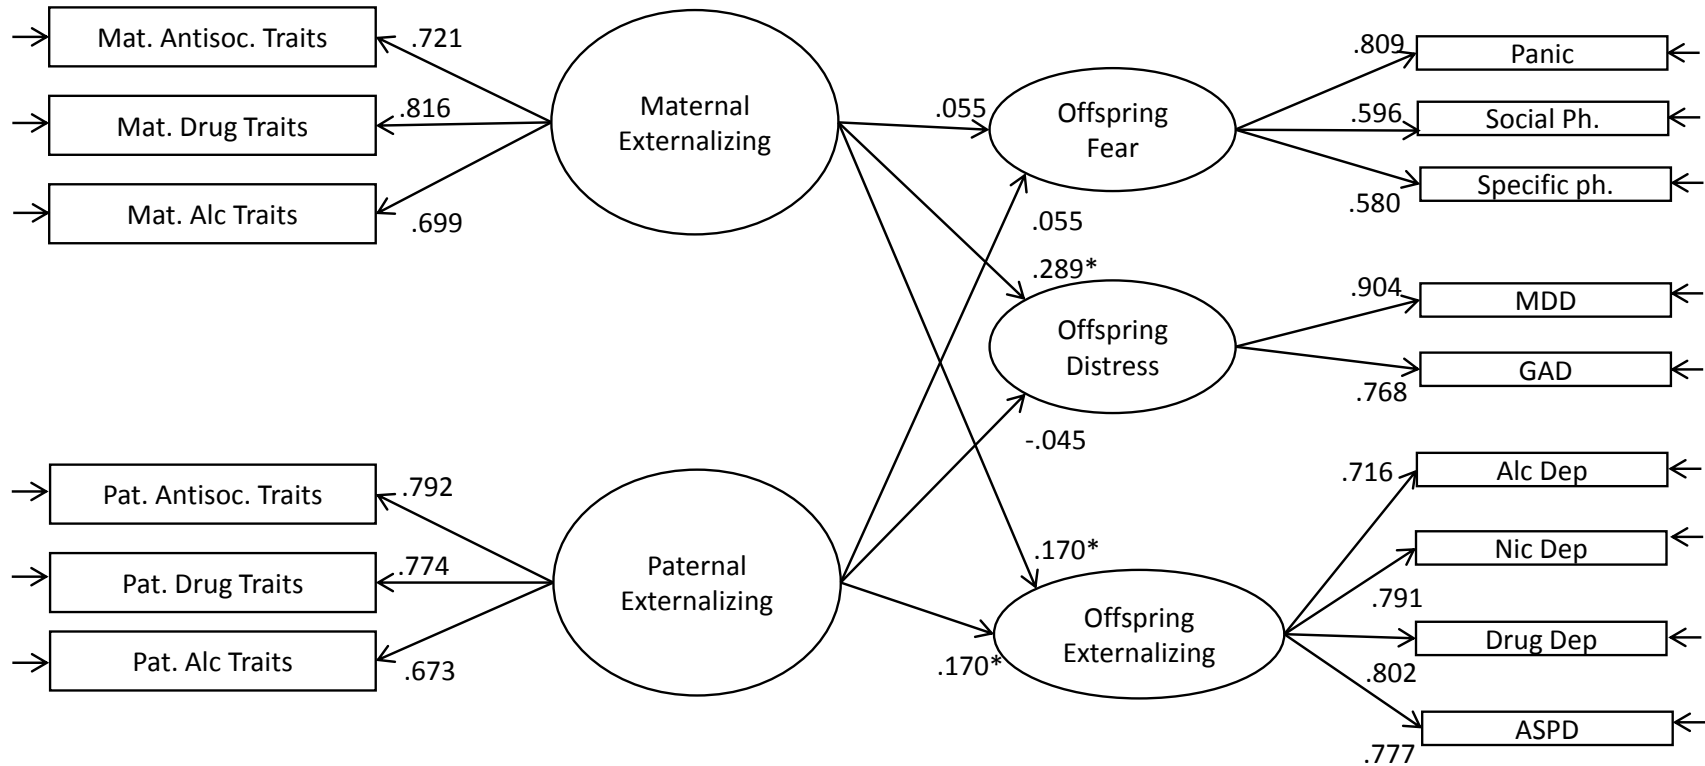 Mat. Antisoc. Traits
.721
Mat. Drug Traits
.816
Mat. Alc Traits
.699
Maternal
Externalizing
Pat. Antisoc. Traits
.792
Pat. Drug Traits
.774
Pat. Alc Traits
.673
Paternal
Externalizing
.055
Offspring
Fear
.055
.289*
Offspring
Distress
-.045
.170*
Offspring
Externalizing
.170*
.809
Panic
.596
Social Ph.
Specific ph.
.580
.904
MDD
GAD
.768
.716
Alc Dep
Nic Dep
.791
Drug Dep
.802
ASPD
.777